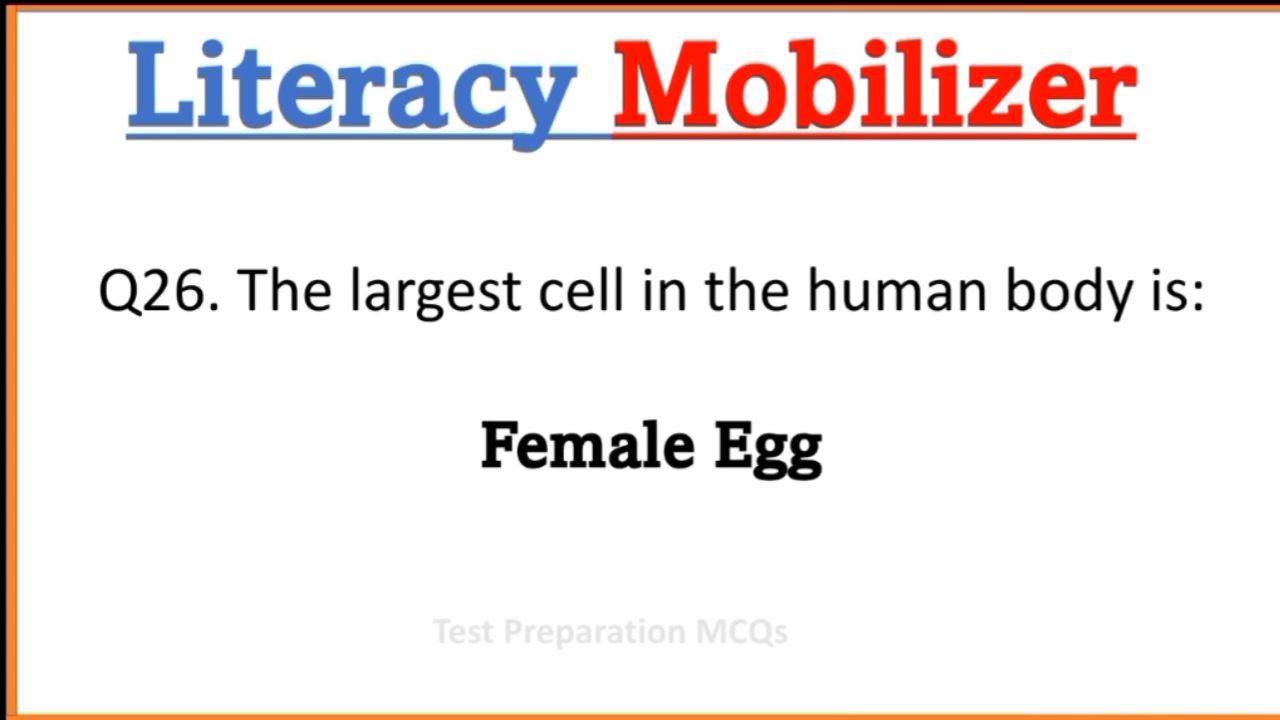 Literacy Mobilizer
Q26. The largest cell in the human body is:
Female Egg
Test Preparation MCQs